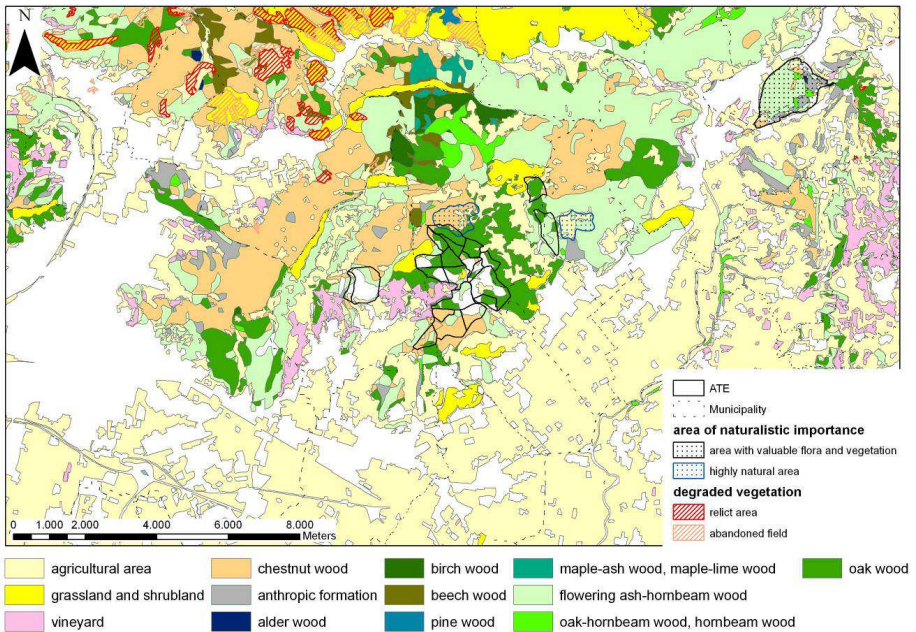 N
ATE
Municipality
area of naturalistic importance
area with valuable flora and vegetation
highly natural area
degraded vegetation
relict area
abandoned field
0 1.000 2.000 4.000 6.000 8.000
Meters
agricultural area chestnut wood birch wood maple-ash wood, maple-lime wood oak wood
grassland and shrubland anthropic formation beech wood flowering ash-hornbeam wood
vineyard alder wood pine wood oak-hornbeam wood, hornbeam wood